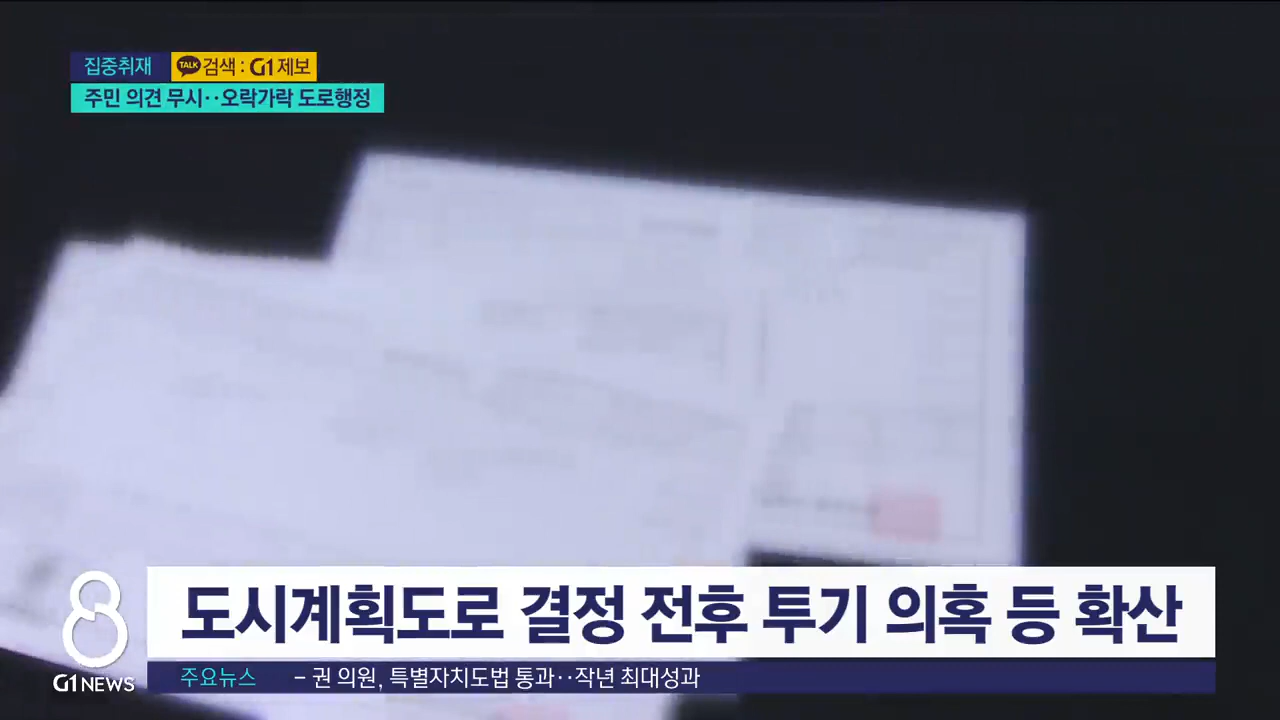 집중취재
TALK 검색 : G1 제보
주민 의견 무시‥오락가락 도로행정
도시계획도로 결정 전후 투기 의혹 등 확산
8
G1 NEWS
주요뉴스 – 권 의원, 특별자치도법 통과‥작년 최대성과